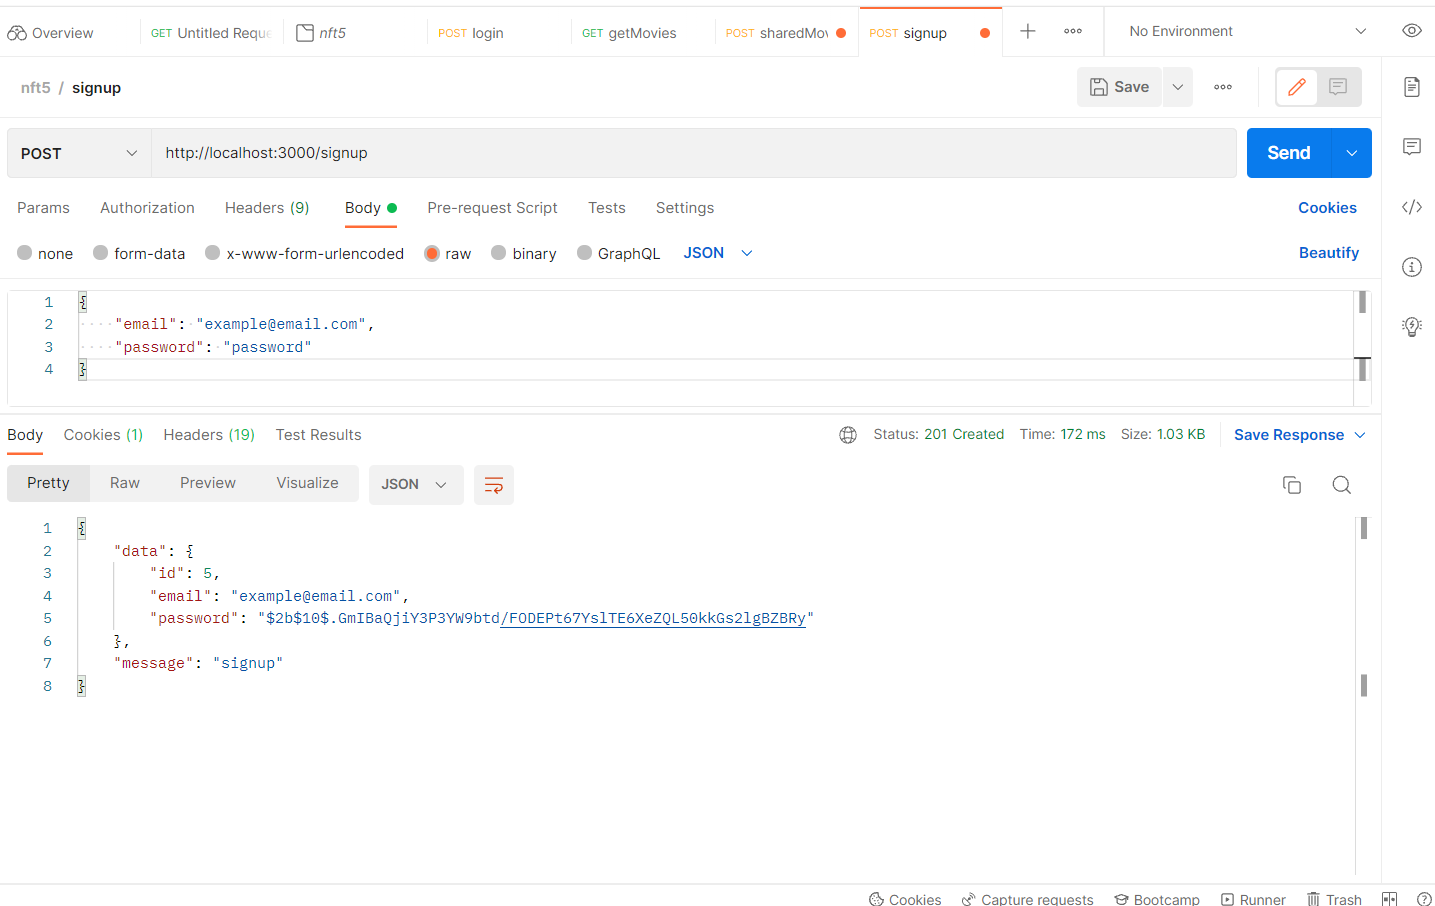 Overview GET Untitled Reque nft5 POST login GET getMovies POST sharedMov POST signup No Environment
nft5 / signup Save
POST http://localhost:3000/signup Send
Params Authorization Headers (9) Body Pre-request Script Tests Settings Cookies
none form-data x-www-form-urlencoded raw binary GraphQL JSON Beautify
1 {
2 "email": "example@email.com",
3 "password": "password"
4 }
Body Cookies (1) Headers (19) Test Results Status: 201 Created Time: 172 ms Size: 1.03 KB Save Response
Pretty Raw Preview Visualize JSON
1 {
2 "data": {
3 "id": 5,
4 "email": "example@email.com",
5 "password": "$2b$10$.GmIBaQjiY3P3YW9btd/FODEPt67YslTE6XeZQL50kkGs2lgBZBRy"
6 },
7 "message": "signup"
8 }
Cookies Capture requests Bootcamp Runner Trash